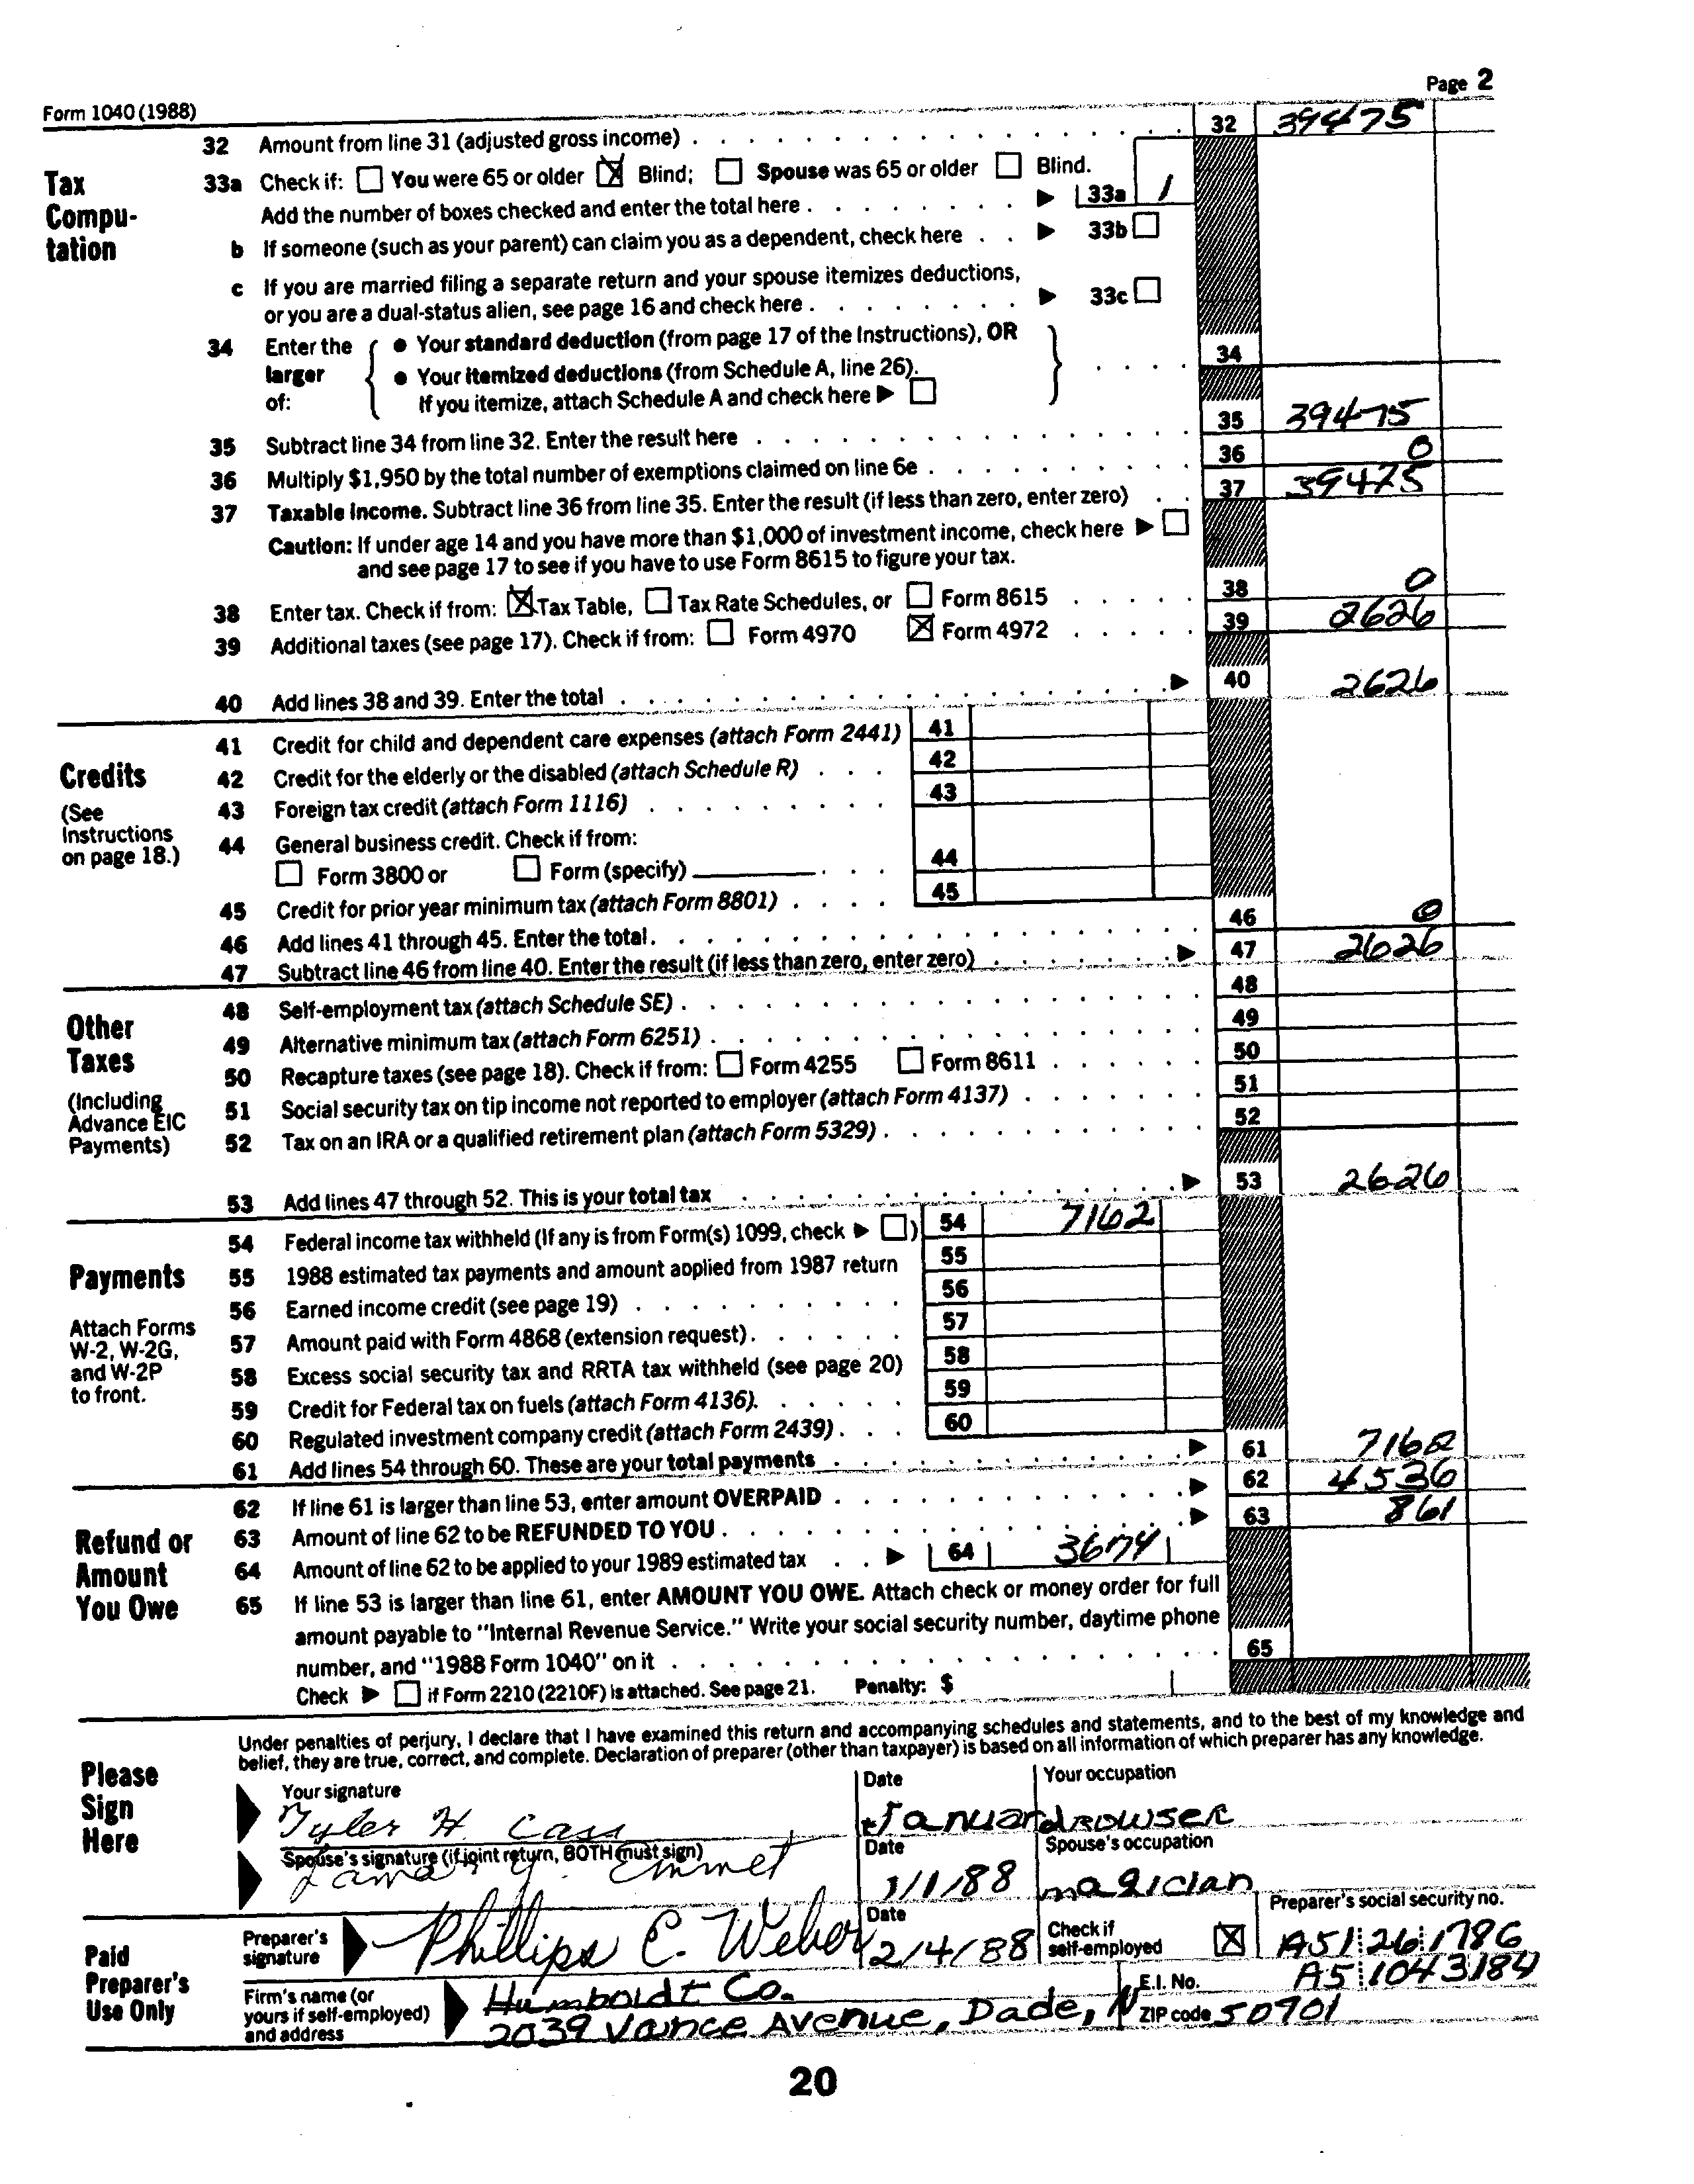 Form 1040 (1988)
Page 2
Tax Computation
32 Amount from line 31 (adjusted gross income) 32 39475
33a Check if: You were 65 or older X Blind; Spouse was 65 or older Blind.
Add the number of boxes checked and enter the total here 33a 1
b If someone (such as your parent) can claim you as a dependent, check here 33b
c If you are married filing a separate return and your spouse itemizes deductions,
or you are a dual-status alien, see page 16 and check here 33c
34 Enter the larger of:
• Your standard deduction (from page 17 of the Instructions), OR
• Your itemized deductions (from Schedule A, line 26).
If you itemize, attach Schedule A and check here
34
35 Subtract line 34 from line 32. Enter the result here 35 39475
36 Multiply $1,950 by the total number of exemptions claimed on line 6e 36 0
37 Taxable income. Subtract line 36 from line 35. Enter the result (if less than zero, enter zero) 37 39475
Caution: If under age 14 and you have more than $1,000 of investment income, check here
and see page 17 to see if you have to use Form 8615 to figure your tax.
38 Enter tax. Check if from: X Tax Table, Tax Rate Schedules, or Form 8615 38 0
39 Additional taxes (see page 17). Check if from: Form 4970 X Form 4972 39 2626
40 Add lines 38 and 39. Enter the total 40 2626
Credits
(See Instructions on page 18.)
41 Credit for child and dependent care expenses (attach Form 2441) 41
42 Credit for the elderly or the disabled (attach Schedule R) 42
43 Foreign tax credit (attach Form 1116) 43
44 General business credit. Check if from:
Form 3800 or Form (specify) 44
45 Credit for prior year minimum tax (attach Form 8801) 45
46 Add lines 41 through 45. Enter the total 46 0
47 Subtract line 46 from line 40. Enter the result (if less than zero, enter zero) 47 2626
Other Taxes
(Including Advance EIC Payments)
48 Self-employment tax (attach Schedule SE) 48
49 Alternative minimum tax (attach Form 6251) 49
50 Recapture taxes (see page 18). Check if from: Form 4255 Form 8611 50
51 Social security tax on tip income not reported to employer (attach Form 4137) 51
52 Tax on an IRA or a qualified retirement plan (attach Form 5329) 52
53 Add lines 47 through 52. This is your total tax 53 2626
Payments
Attach Forms W-2, W-2G, and W-2P to front.
54 Federal income tax withheld (If any is from Form(s) 1099, check ) 54 7162
55 1988 estimated tax payments and amount applied from 1987 return 55
56 Earned income credit (see page 19) 56
57 Amount paid with Form 4868 (extension request) 57
58 Excess social security tax and RRTA tax withheld (see page 20) 58
59 Credit for Federal tax on fuels (attach Form 4136) 59
60 Regulated investment company credit (attach Form 2439) 60
61 Add lines 54 through 60. These are your total payments 61 7162
Refund or Amount You Owe
62 If line 61 is larger than line 53, enter amount OVERPAID 62 4536
63 Amount of line 62 to be REFUNDED TO YOU 63 861
64 Amount of line 62 to be applied to your 1989 estimated tax 64 3674
65 If line 53 is larger than line 61, enter AMOUNT YOU OWE. Attach check or money order for full
amount payable to "Internal Revenue Service." Write your social security number, daytime phone
number, and "1988 Form 1040" on it 65
Check if Form 2210 (2210F) is attached. See page 21. Penalty: $
Please Sign Here
Under penalties of perjury, I declare that I have examined this return and accompanying schedules and statements, and to the best of my knowledge and
belief, they are true, correct, and complete. Declaration of preparer (other than taxpayer) is based on all information of which preparer has any knowledge.
Your signature Date Your occupation
Tyler H. Cass Januar drowser
Spouse's signature (if joint return, BOTH must sign) Date Spouse's occupation
Emmet 1/1/88 magician
Paid Preparer's Use Only
Preparer's signature Phillips C. Weber Date 2/4/88 Check if self-employed X
Preparer's social security no. A51 26 1786
Firm's name (or yours if self-employed) and address
Humboldt Co. E.I. No. A5 1043184
2039 Vance Avenue, Dade, N ZIP code 50701
20